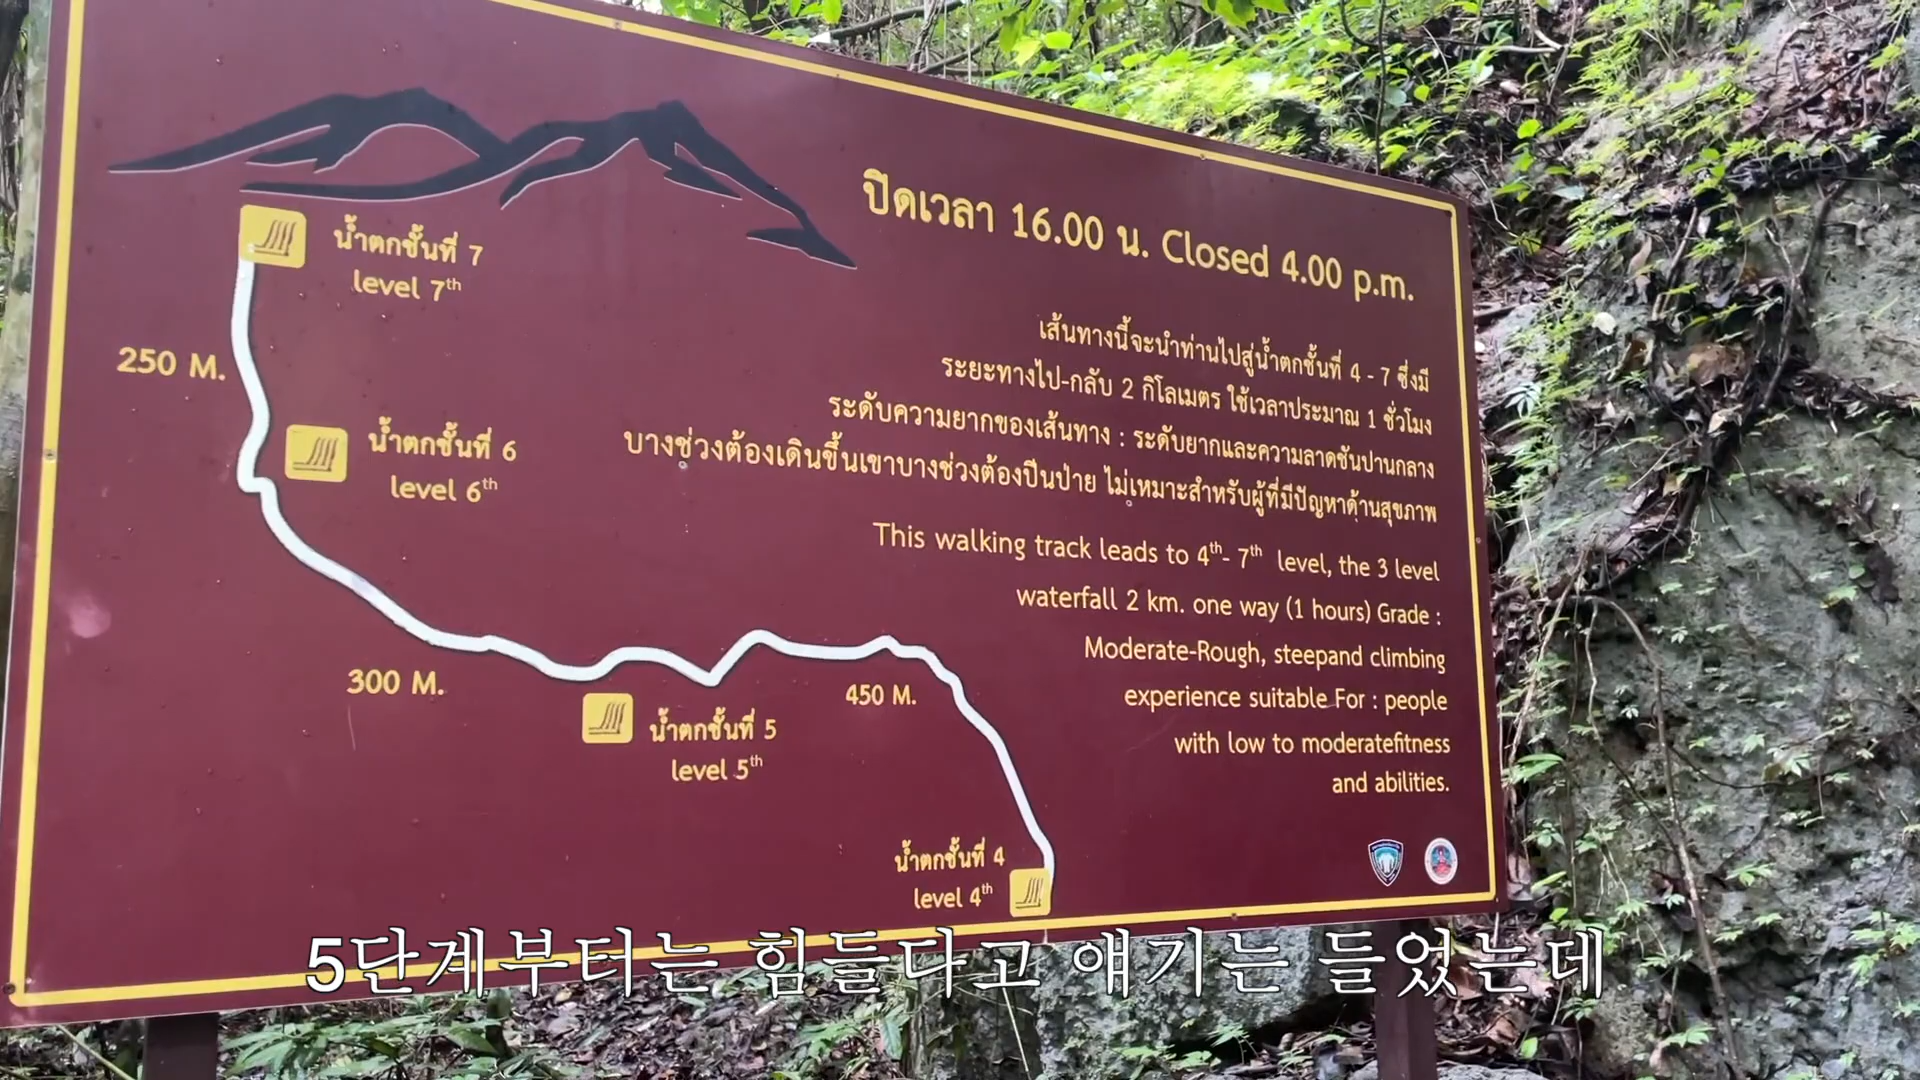 ปิดเวลา 16.00 น. Closed 4.00 p.m.
น้ำตกชั้นที่ 7
level 7th
250 M.
เส้นทางนี้จะนำท่านไปสู่น้ำตกชั้นที่ 4 - 7 ซึ่งมี
ระยะทางไป-กลับ 2 กิโลเมตร ใช้เวลาประมาณ 1 ชั่วโมง
ระดับความยากของเส้นทาง : ระดับยากและความลาดชันปานกลาง
บางช่วงต้องเดินขึ้นเขาบางช่วงต้องปีนป่าย ไม่เหมาะสำหรับผู้ที่มีปัญหาด้านสุขภาพ
น้ำตกชั้นที่ 6
level 6th
This walking track leads to 4th- 7th level, the 3 level
waterfall 2 km. one way (1 hours) Grade :
Moderate-Rough, steepand climbing
experience suitable For : people
with low to moderatefitness
and abilities.
300 M.
450 M.
น้ำตกชั้นที่ 5
level 5th
น้ำตกชั้นที่ 4
level 4th
5단계부터는 힘들다고 얘기는 들었는데